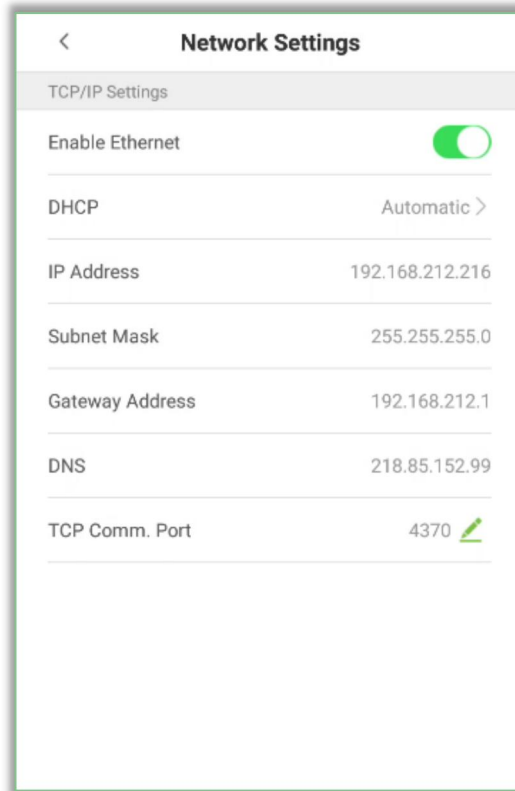 Network Settings
TCP/IP Settings
Enable Ethernet
DHCP Automatic
IP Address 192.168.212.216
Subnet Mask 255.255.255.0
Gateway Address 192.168.212.1
DNS 218.85.152.99
TCP Comm. Port 4370